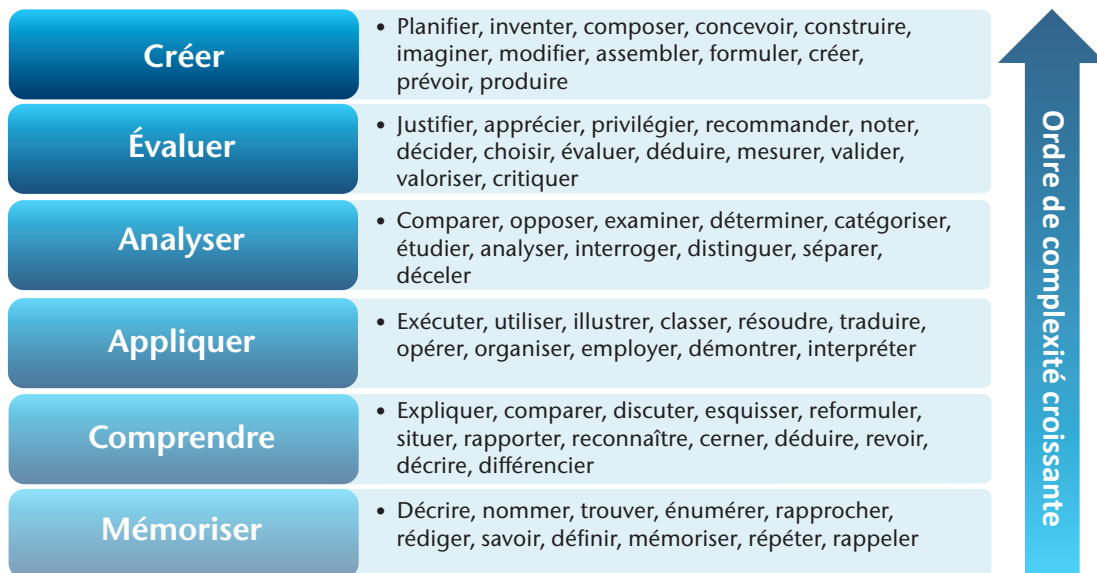 Créer
• Planifier, inventer, composer, concevoir, construire,
imaginer, modifier, assembler, formuler, créer,
prévoir, produire
Évaluer
• Justifier, apprécier, privilégier, recommander, noter,
décider, choisir, évaluer, déduire, mesurer, valider,
valoriser, critiquer
Analyser
• Comparer, opposer, examiner, déterminer, catégoriser,
étudier, analyser, interroger, distinguer, séparer,
déceler
Appliquer
• Exécuter, utiliser, illustrer, classer, résoudre, traduire,
opérer, organiser, employer, démontrer, interpréter
Comprendre
• Expliquer, comparer, discuter, esquisser, reformuler,
situer, rapporter, reconnaître, cerner, déduire, revoir,
décrire, différencier
Mémoriser
• Décrire, nommer, trouver, énumérer, rapprocher,
rédiger, savoir, définir, mémoriser, répéter, rappeler
Ordre de complexité croissante